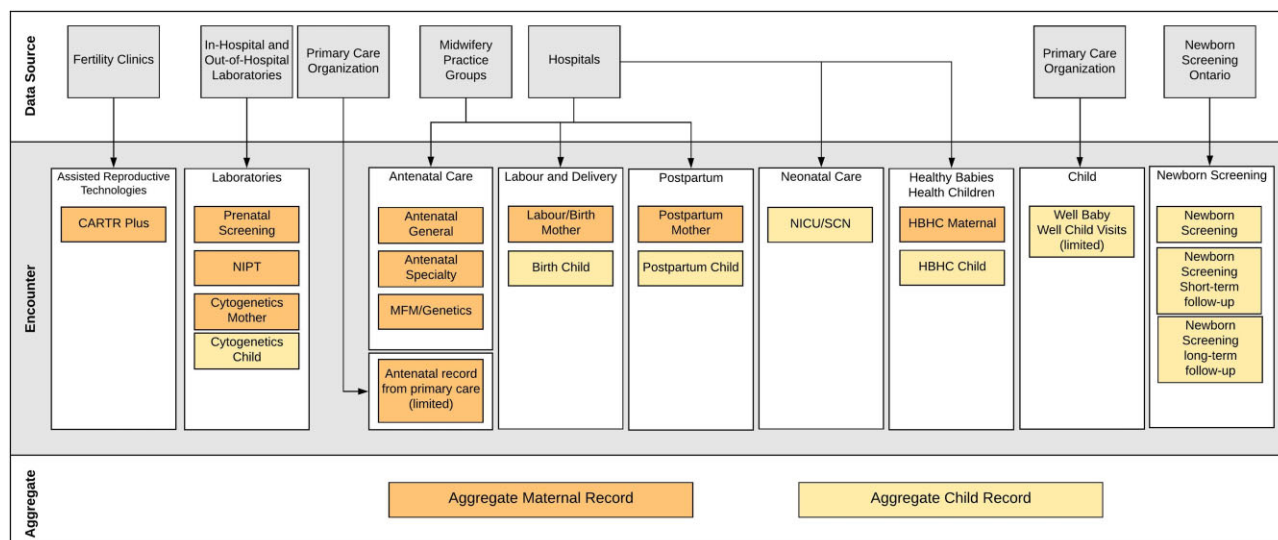 Data Source
Fertility Clinics
In-Hospital and
Out-of-Hospital
Laboratories
Primary Care
Organization
Midwifery
Practice
Groups
Hospitals
Primary Care
Organization
Newborn
Screening
Ontario
Encounter
Assisted Reproductive
Technologies
CARTR Plus
Laboratories
Prenatal
Screening
NIPT
Cytogenetics
Mother
Cytogenetics
Child
Antenatal Care
Antenatal
General
Antenatal
Specialty
MFM/Genetics
Antenatal record
from primary care
(limited)
Labour and Delivery
Labour/Birth
Mother
Birth Child
Postpartum
Postpartum
Mother
Postpartum Child
Neonatal Care
NICU/SCN
Healthy Babies
Health Children
HBHC Maternal
HBHC Child
Child
Well Baby
Well Child Visits
(limited)
Newborn Screening
Newborn
Screening
Newborn
Screening
Short-term
follow-up
Newborn
Screening
long-term
follow-up
Aggregate
Aggregate Maternal Record
Aggregate Child Record